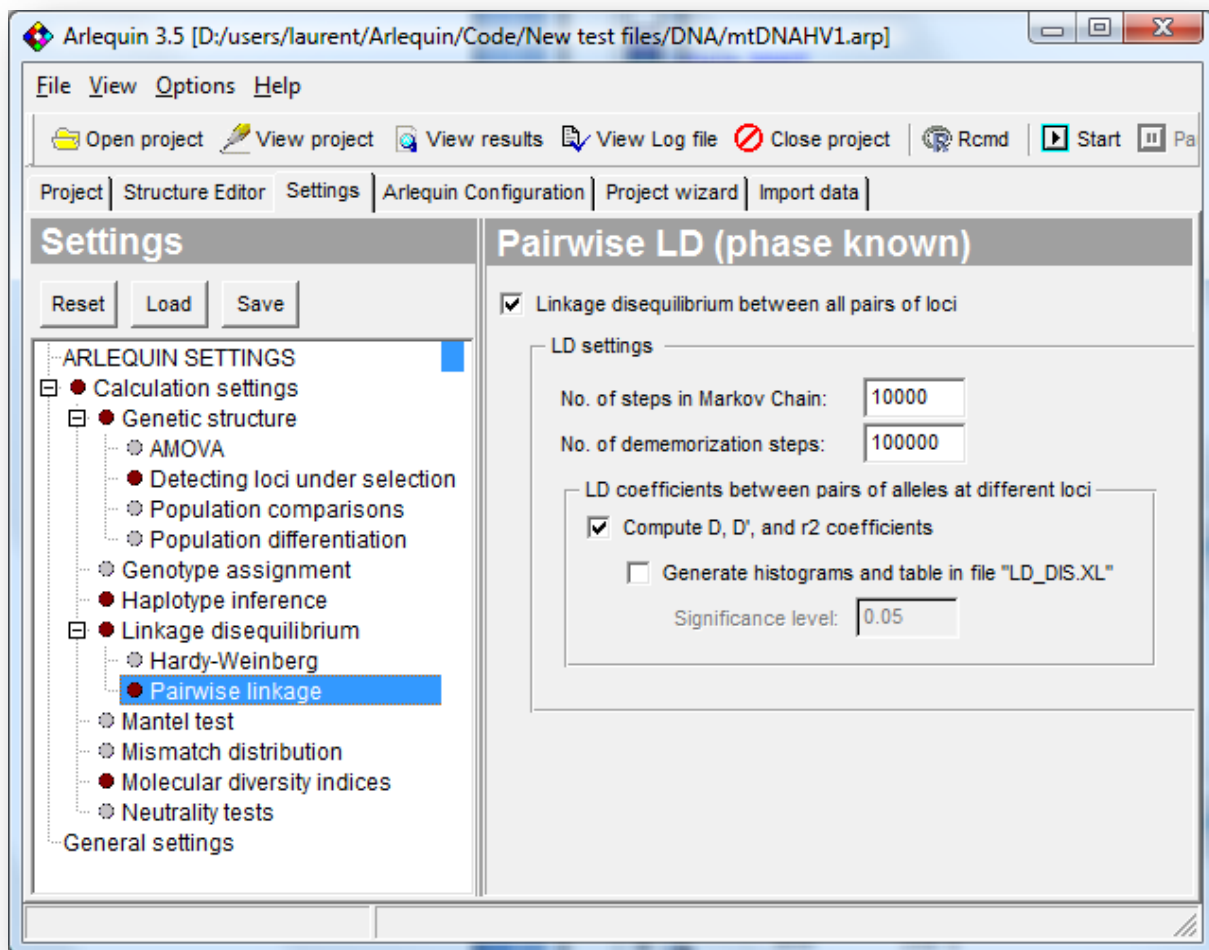 Arlequin 3.5 [D:/users/laurent/Arlequin/Code/New test files/DNA/mtDNAHV1.arp]
File View Options Help
Open project View project View results View Log file Close project Rcmd Start Pa
Project Structure Editor Settings Arlequin Configuration Project wizard Import data
Settings
Reset Load Save
ARLEQUIN SETTINGS
Calculation settings
Genetic structure
AMOVA
Detecting loci under selection
Population comparisons
Population differentiation
Genotype assignment
Haplotype inference
Linkage disequilibrium
Hardy-Weinberg
Pairwise linkage
Mantel test
Mismatch distribution
Molecular diversity indices
Neutrality tests
General settings
Pairwise LD (phase known)
Linkage disequilibrium between all pairs of loci
LD settings
No. of steps in Markov Chain: 10000
No. of dememorization steps: 100000
LD coefficients between pairs of alleles at different loci
Compute D, D', and r2 coefficients
Generate histograms and table in file "LD_DIS.XL"
Significance level: 0.05